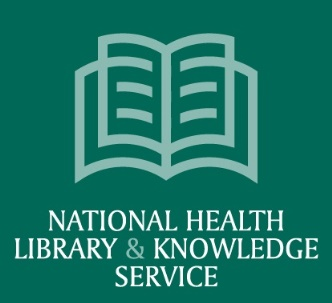 NATIONAL HEALTH
LIBRARY & KNOWLEDGE
SERVICE